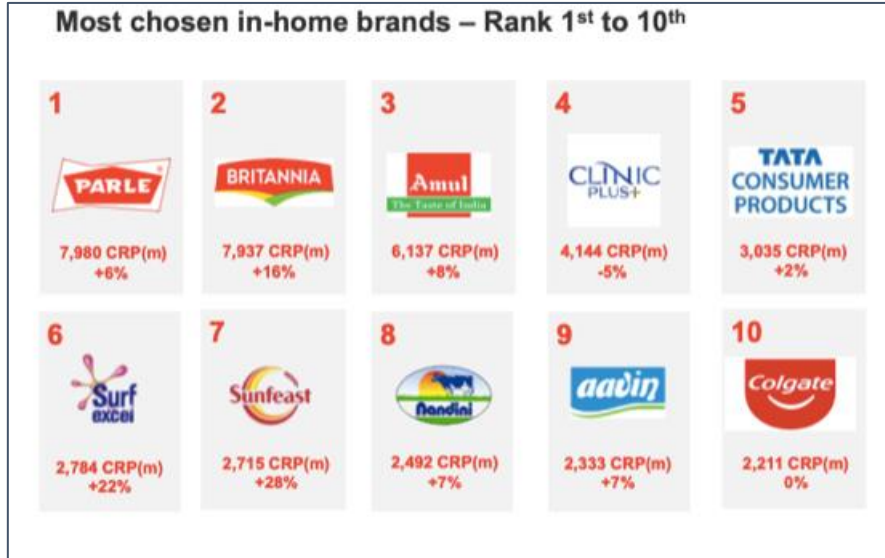 Most chosen in-home brands – Rank 1st to 10th
1
PARLE®
7,980 CRP(m)
+6%
2
BRITANNIA
7,937 CRP(m)
+16%
3
Amul
The Taste of India
6,137 CRP(m)
+8%
4
CLINIC
PLUS+
4,144 CRP(m)
-5%
5
TATA
CONSUMER
PRODUCTS
3,035 CRP(m)
+2%
6
Surf
excel
2,784 CRP(m)
+22%
7
Sunfeast
2,715 CRP(m)
+28%
8
nandini
2,492 CRP(m)
+7%
9
aavin
2,333 CRP(m)
+7%
10
Colgate
2,211 CRP(m)
0%